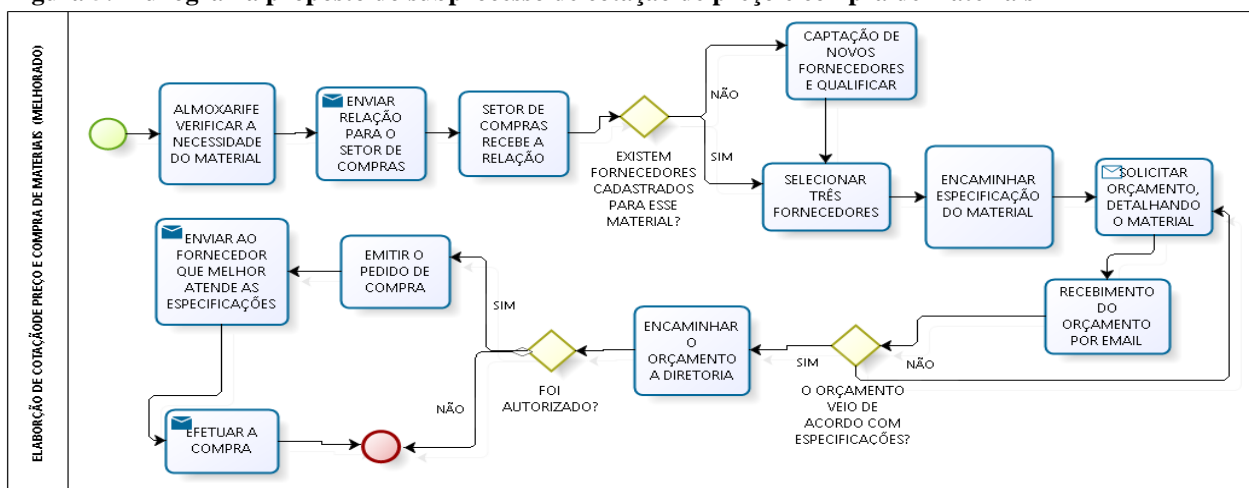 ELABORÇÃO DE COTAÇÃODE PREÇO E COMPRA DE MATERIAIS (MELHORADO)
ALMOXARIFE
VERIFICAR A
NECESSIDADE
DO MATERIAL
ENVIAR
RELAÇÃO
PARA O
SETOR DE
COMPRAS
SETOR DE
COMPRAS
RECEBE A
RELAÇÃO
EXISTEM
FORNECEDORES
CADASTRADOS
PARA ESSE
MATERIAL?
NÃO
SIM
CAPTAÇÃO DE
NOVOS
FORNECEDORES
E QUALIFICAR
SELECIONAR
TRÊS
FORNECEDORES
ENCAMINHAR
ESPECIFICAÇÃO
DO MATERIAL
SOLICITAR
ORÇAMENTO,
DETALHANDO
O MATERIAL
RECEBIMENTO
DO
ORÇAMENTO
POR EMAIL
NÃO
SIM
O ORÇAMENTO
VEIO DE
ACORDO COM
ESPECIFICAÇÕES?
ENCAMINHAR
O
ORÇAMENTO
A DIRETORIA
FOI
AUTORIZADO?
SIM
NÃO
EMITIR O
PEDIDO DE
COMPRA
ENVIAR AO
FORNECEDOR
QUE MELHOR
ATENDE AS
ESPECIFICAÇÕES
EFETUAR A
COMPRA